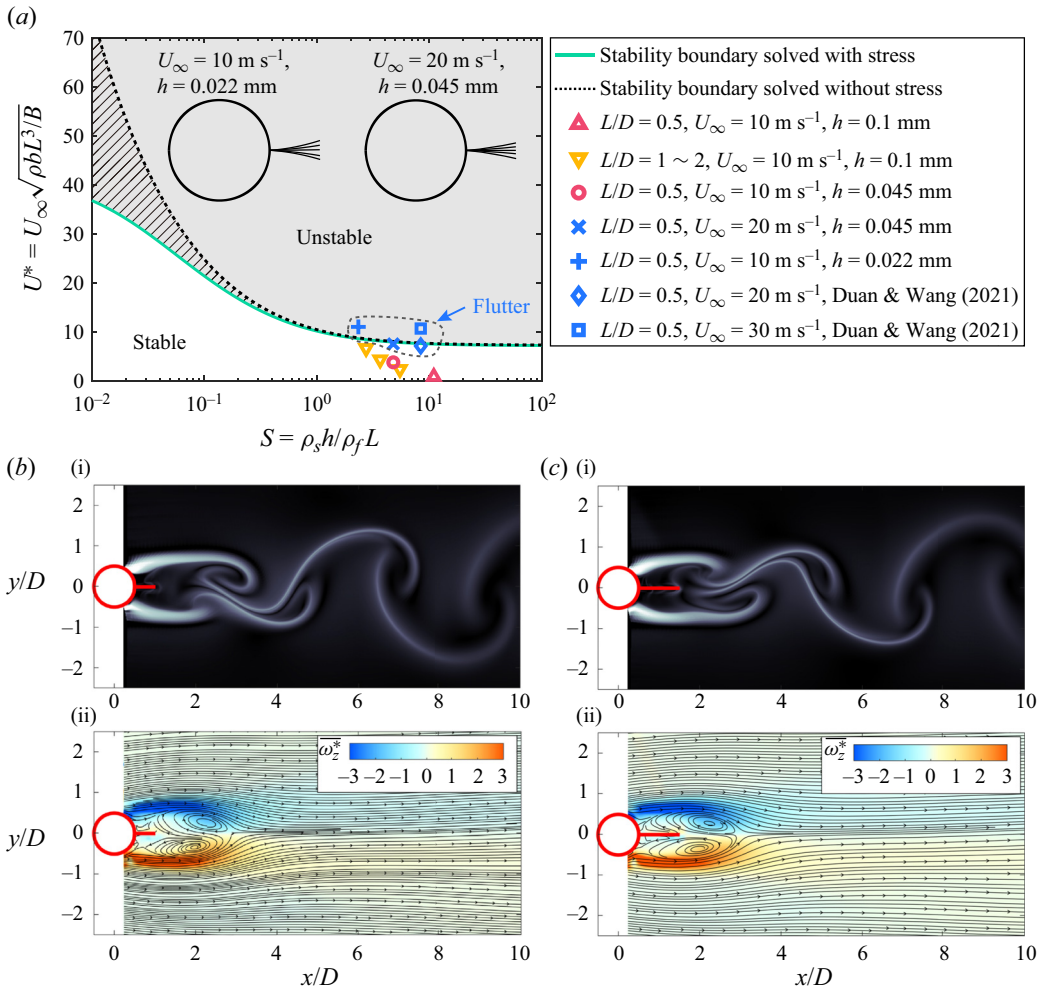 (a)
70
60
50
40
30
20
10
0
U* = U∞√ρbL³/B
U∞ = 10 m s⁻¹,
h = 0.022 mm
U∞ = 20 m s⁻¹,
h = 0.045 mm
Unstable
Stable
Flutter
10⁻² 10⁻¹ 10⁰ 10¹ 10²
S = ρₛh/ρfL
Stability boundary solved with stress
Stability boundary solved without stress
L/D = 0.5, U∞ = 10 m s⁻¹, h = 0.1 mm
L/D = 1 ~ 2, U∞ = 10 m s⁻¹, h = 0.1 mm
L/D = 0.5, U∞ = 10 m s⁻¹, h = 0.045 mm
L/D = 0.5, U∞ = 20 m s⁻¹, h = 0.045 mm
L/D = 0.5, U∞ = 10 m s⁻¹, h = 0.022 mm
L/D = 0.5, U∞ = 20 m s⁻¹, Duan & Wang (2021)
L/D = 0.5, U∞ = 30 m s⁻¹, Duan & Wang (2021)
(b) (i)
2
1
0
–1
–2
y/D
0 2 4 6 8 10
(c) (i)
2
1
0
–1
–2
0 2 4 6 8 10
(ii)
2
1
0
–1
–2
y/D
ω̅z*
–3 –2 –1 0 1 2 3
0 2 4 6 8 10
x/D
(ii)
2
1
0
–1
–2
ω̅z*
–3 –2 –1 0 1 2 3
0 2 4 6 8 10
x/D